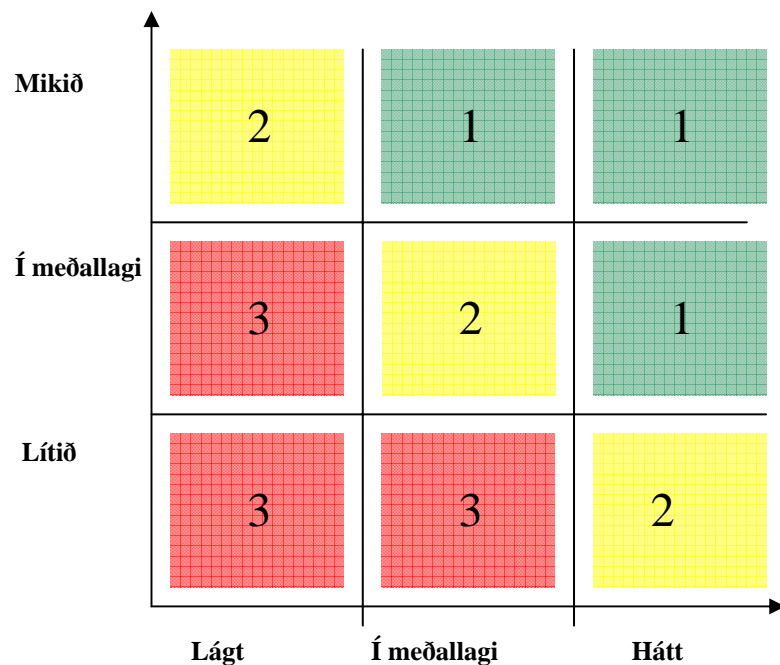 Mikið
2 1 1
Í meðallagi
3 2 1
Lítið
3 3 2
Lágt Í meðallagi Hátt